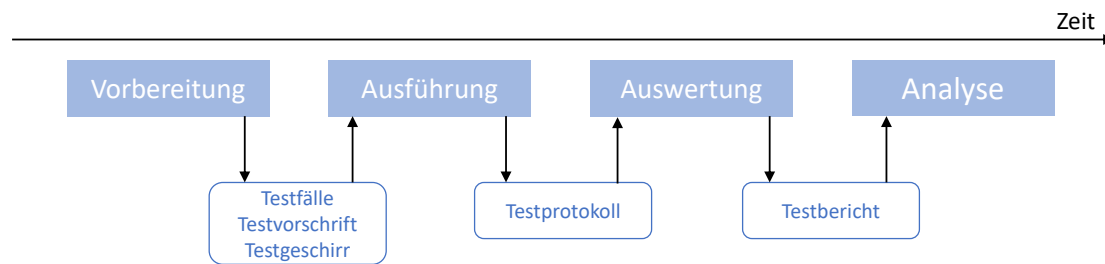 Zeit
Vorbereitung
Ausführung
Auswertung
Analyse
Testfälle
Testvorschrift
Testgeschirr
Testprotokoll
Testbericht